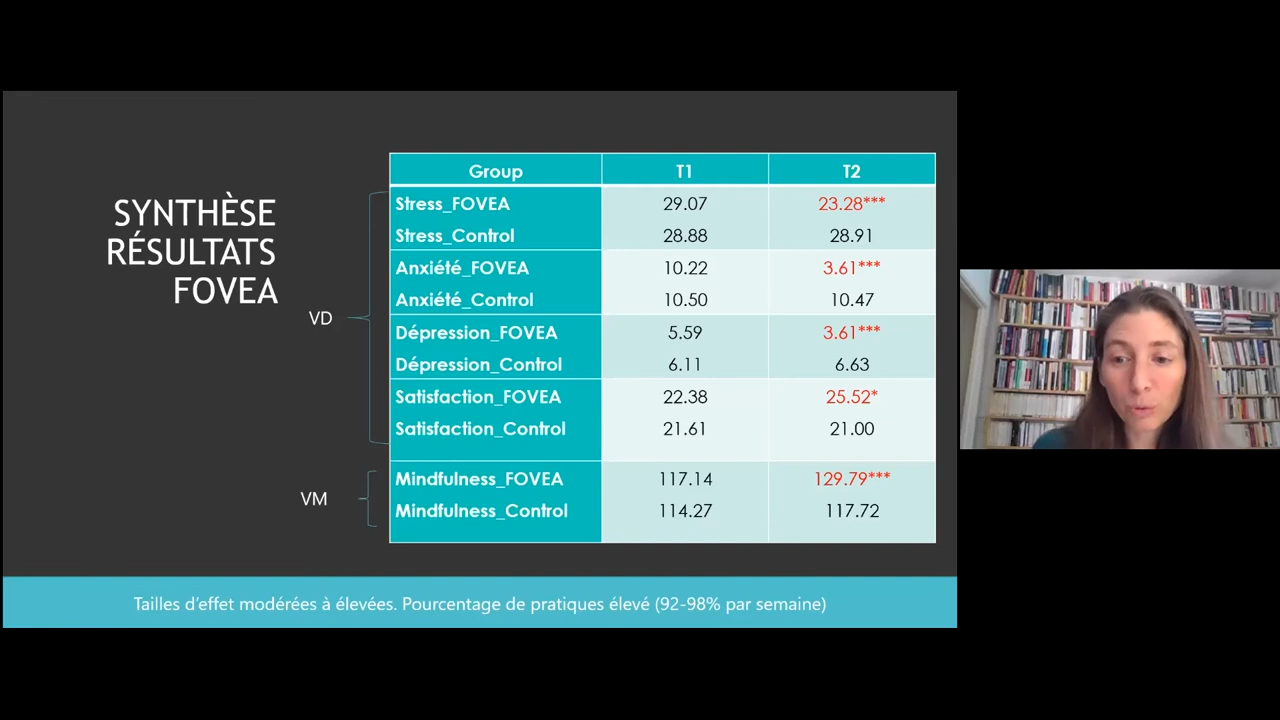 SYNTHÈSE
RÉSULTATS
FOVEA
VD
VM
Group T1 T2
Stress_FOVEA 29.07 23.28***
Stress_Control 28.88 28.91
Anxiété_FOVEA 10.22 3.61***
Anxiété_Control 10.50 10.47
Dépression_FOVEA 5.59 3.61***
Dépression_Control 6.11 6.63
Satisfaction_FOVEA 22.38 25.52*
Satisfaction_Control 21.61 21.00
Mindfulness_FOVEA 117.14 129.79***
Mindfulness_Control 114.27 117.72
Tailles d'effet modérées à élevées. Pourcentage de pratiques élevé (92-98% par semaine)